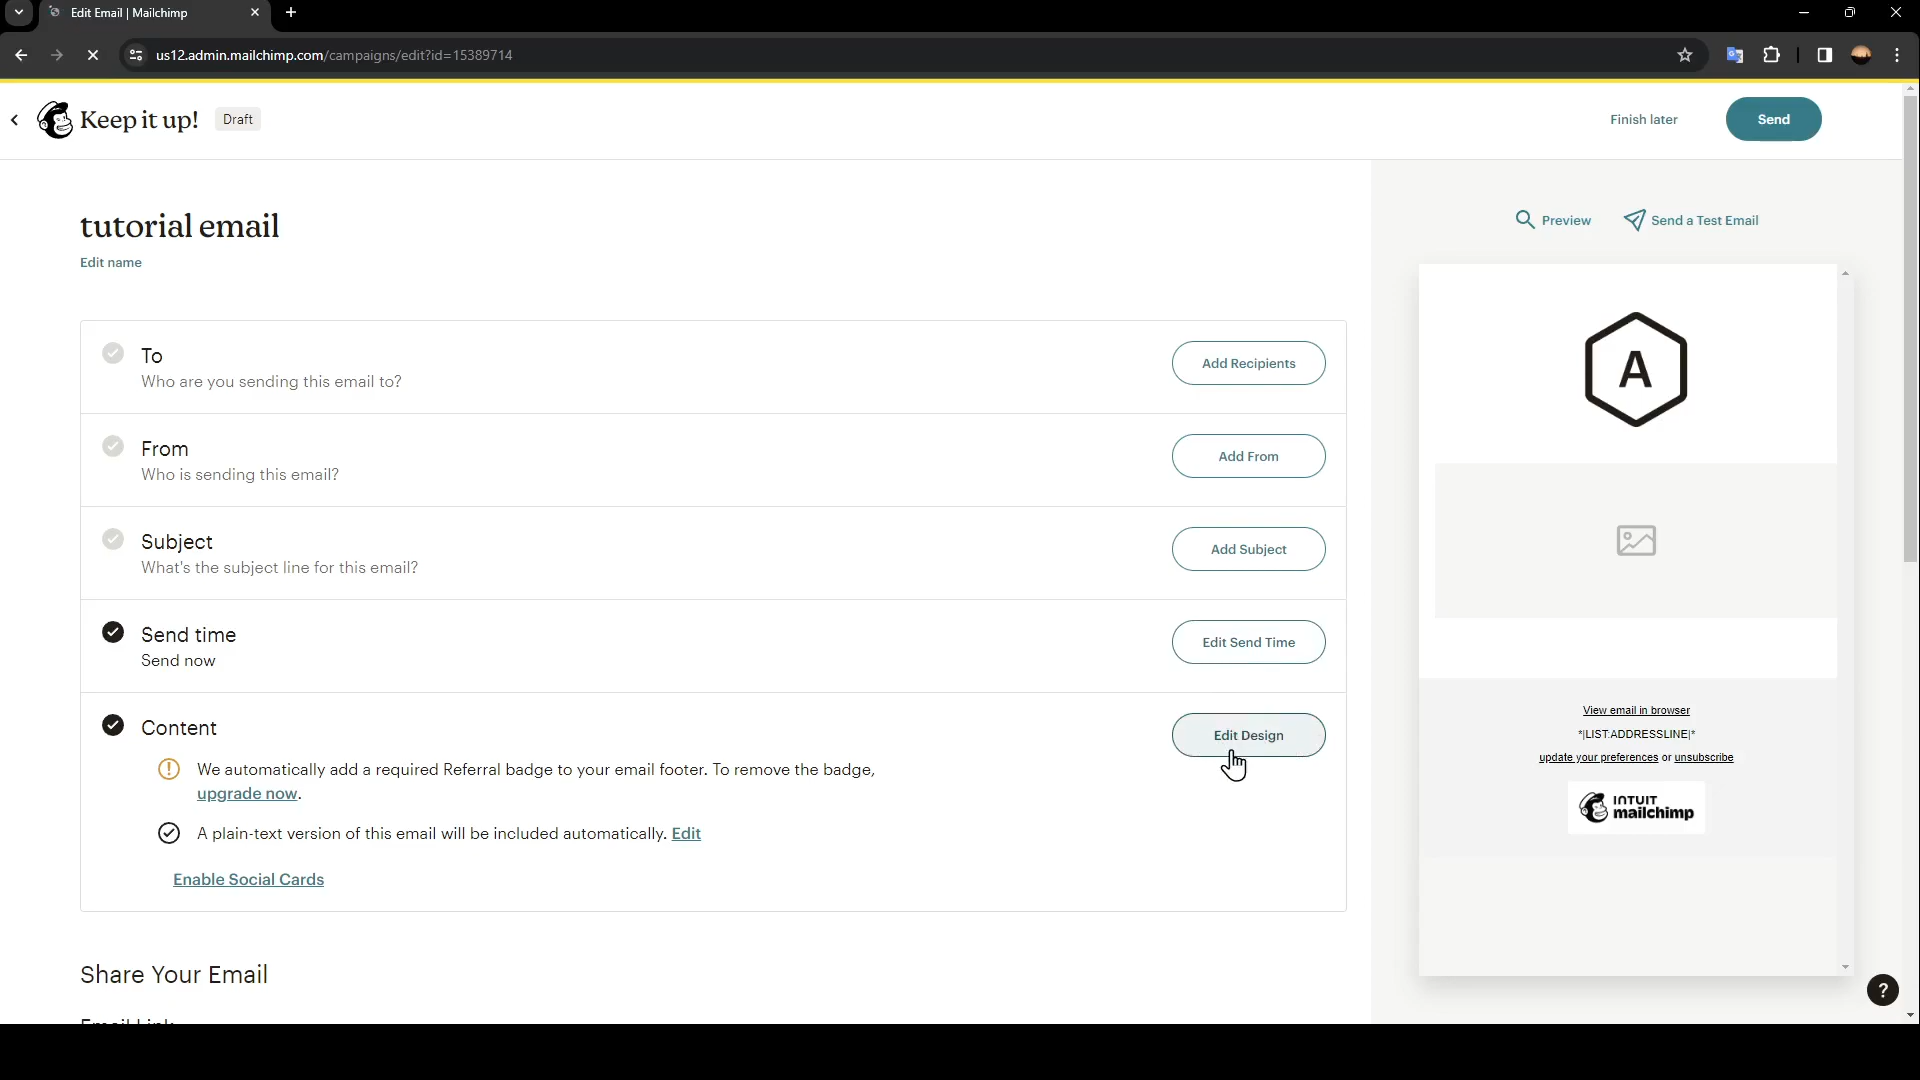 Edit Email | Mailchimp
us12.admin.mailchimp.com/campaigns/edit?id=15389714
Keep it up! Draft
Finish later
Send
tutorial email
Edit name
To
Who are you sending this email to?
Add Recipients
From
Who is sending this email?
Add From
Subject
What's the subject line for this email?
Add Subject
Send time
Send now
Edit Send Time
Content
Edit Design
We automatically add a required Referral badge to your email footer. To remove the badge,
upgrade now.
A plain-text version of this email will be included automatically. Edit
Enable Social Cards
Share Your Email
Email Link
Preview
Send a Test Email
A
View email in browser
*|LIST:ADDRESSLINE|*
update your preferences or unsubscribe
INTUIT
mailchimp
?